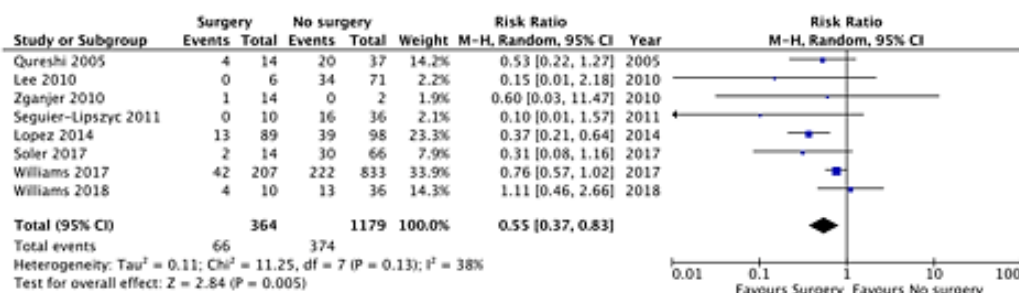 Surgery No surgery Risk Ratio Risk Ratio
Study or Subgroup Events Total Events Total Weight M-H, Random, 95% CI Year M-H, Random, 95% CI
Qureshi 2005 4 14 20 37 14.2% 0.53 [0.22, 1.27] 2005
Lee 2010 0 6 34 71 2.2% 0.15 [0.01, 2.18] 2010
Zganjer 2010 1 14 0 2 1.9% 0.60 [0.03, 11.47] 2010
Seguier-Lipszyc 2011 0 10 16 36 2.1% 0.10 [0.01, 1.57] 2011
Lopez 2014 13 89 39 98 23.3% 0.37 [0.21, 0.64] 2014
Soler 2017 2 14 30 66 7.9% 0.31 [0.08, 1.16] 2017
Williams 2017 42 207 222 833 33.9% 0.76 [0.57, 1.02] 2017
Williams 2018 4 10 13 36 14.3% 1.11 [0.46, 2.66] 2018
Total (95% CI) 364 1179 100.0% 0.55 [0.37, 0.83]
Total events 66 374
Heterogeneity: Tau² = 0.11; Chi² = 11.25, df = 7 (P = 0.13); I² = 38%
Test for overall effect: Z = 2.84 (P = 0.005)
0.01 0.1 1 10 100
Favours Surgery Favours No surgery